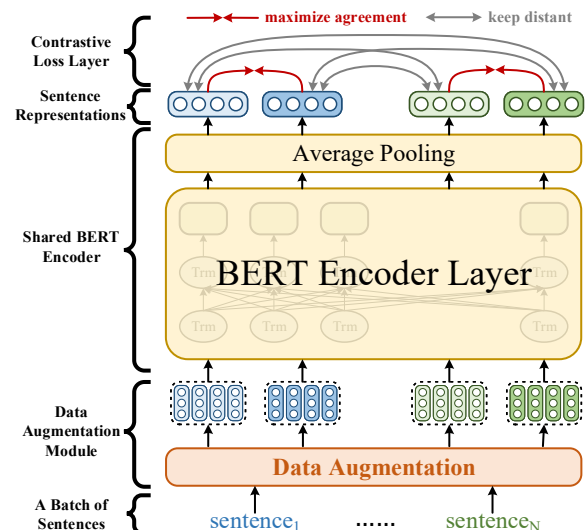 maximize agreement
keep distant
Contrastive
Loss Layer
Sentence
Representations
Average Pooling
Shared BERT
Encoder
BERT Encoder Layer
Trm
Trm
Trm
Trm
Trm
Trm
Trm
Trm
Data
Augmentation
Module
Data Augmentation
A Batch of
Sentences
sentence1 ...... sentenceN